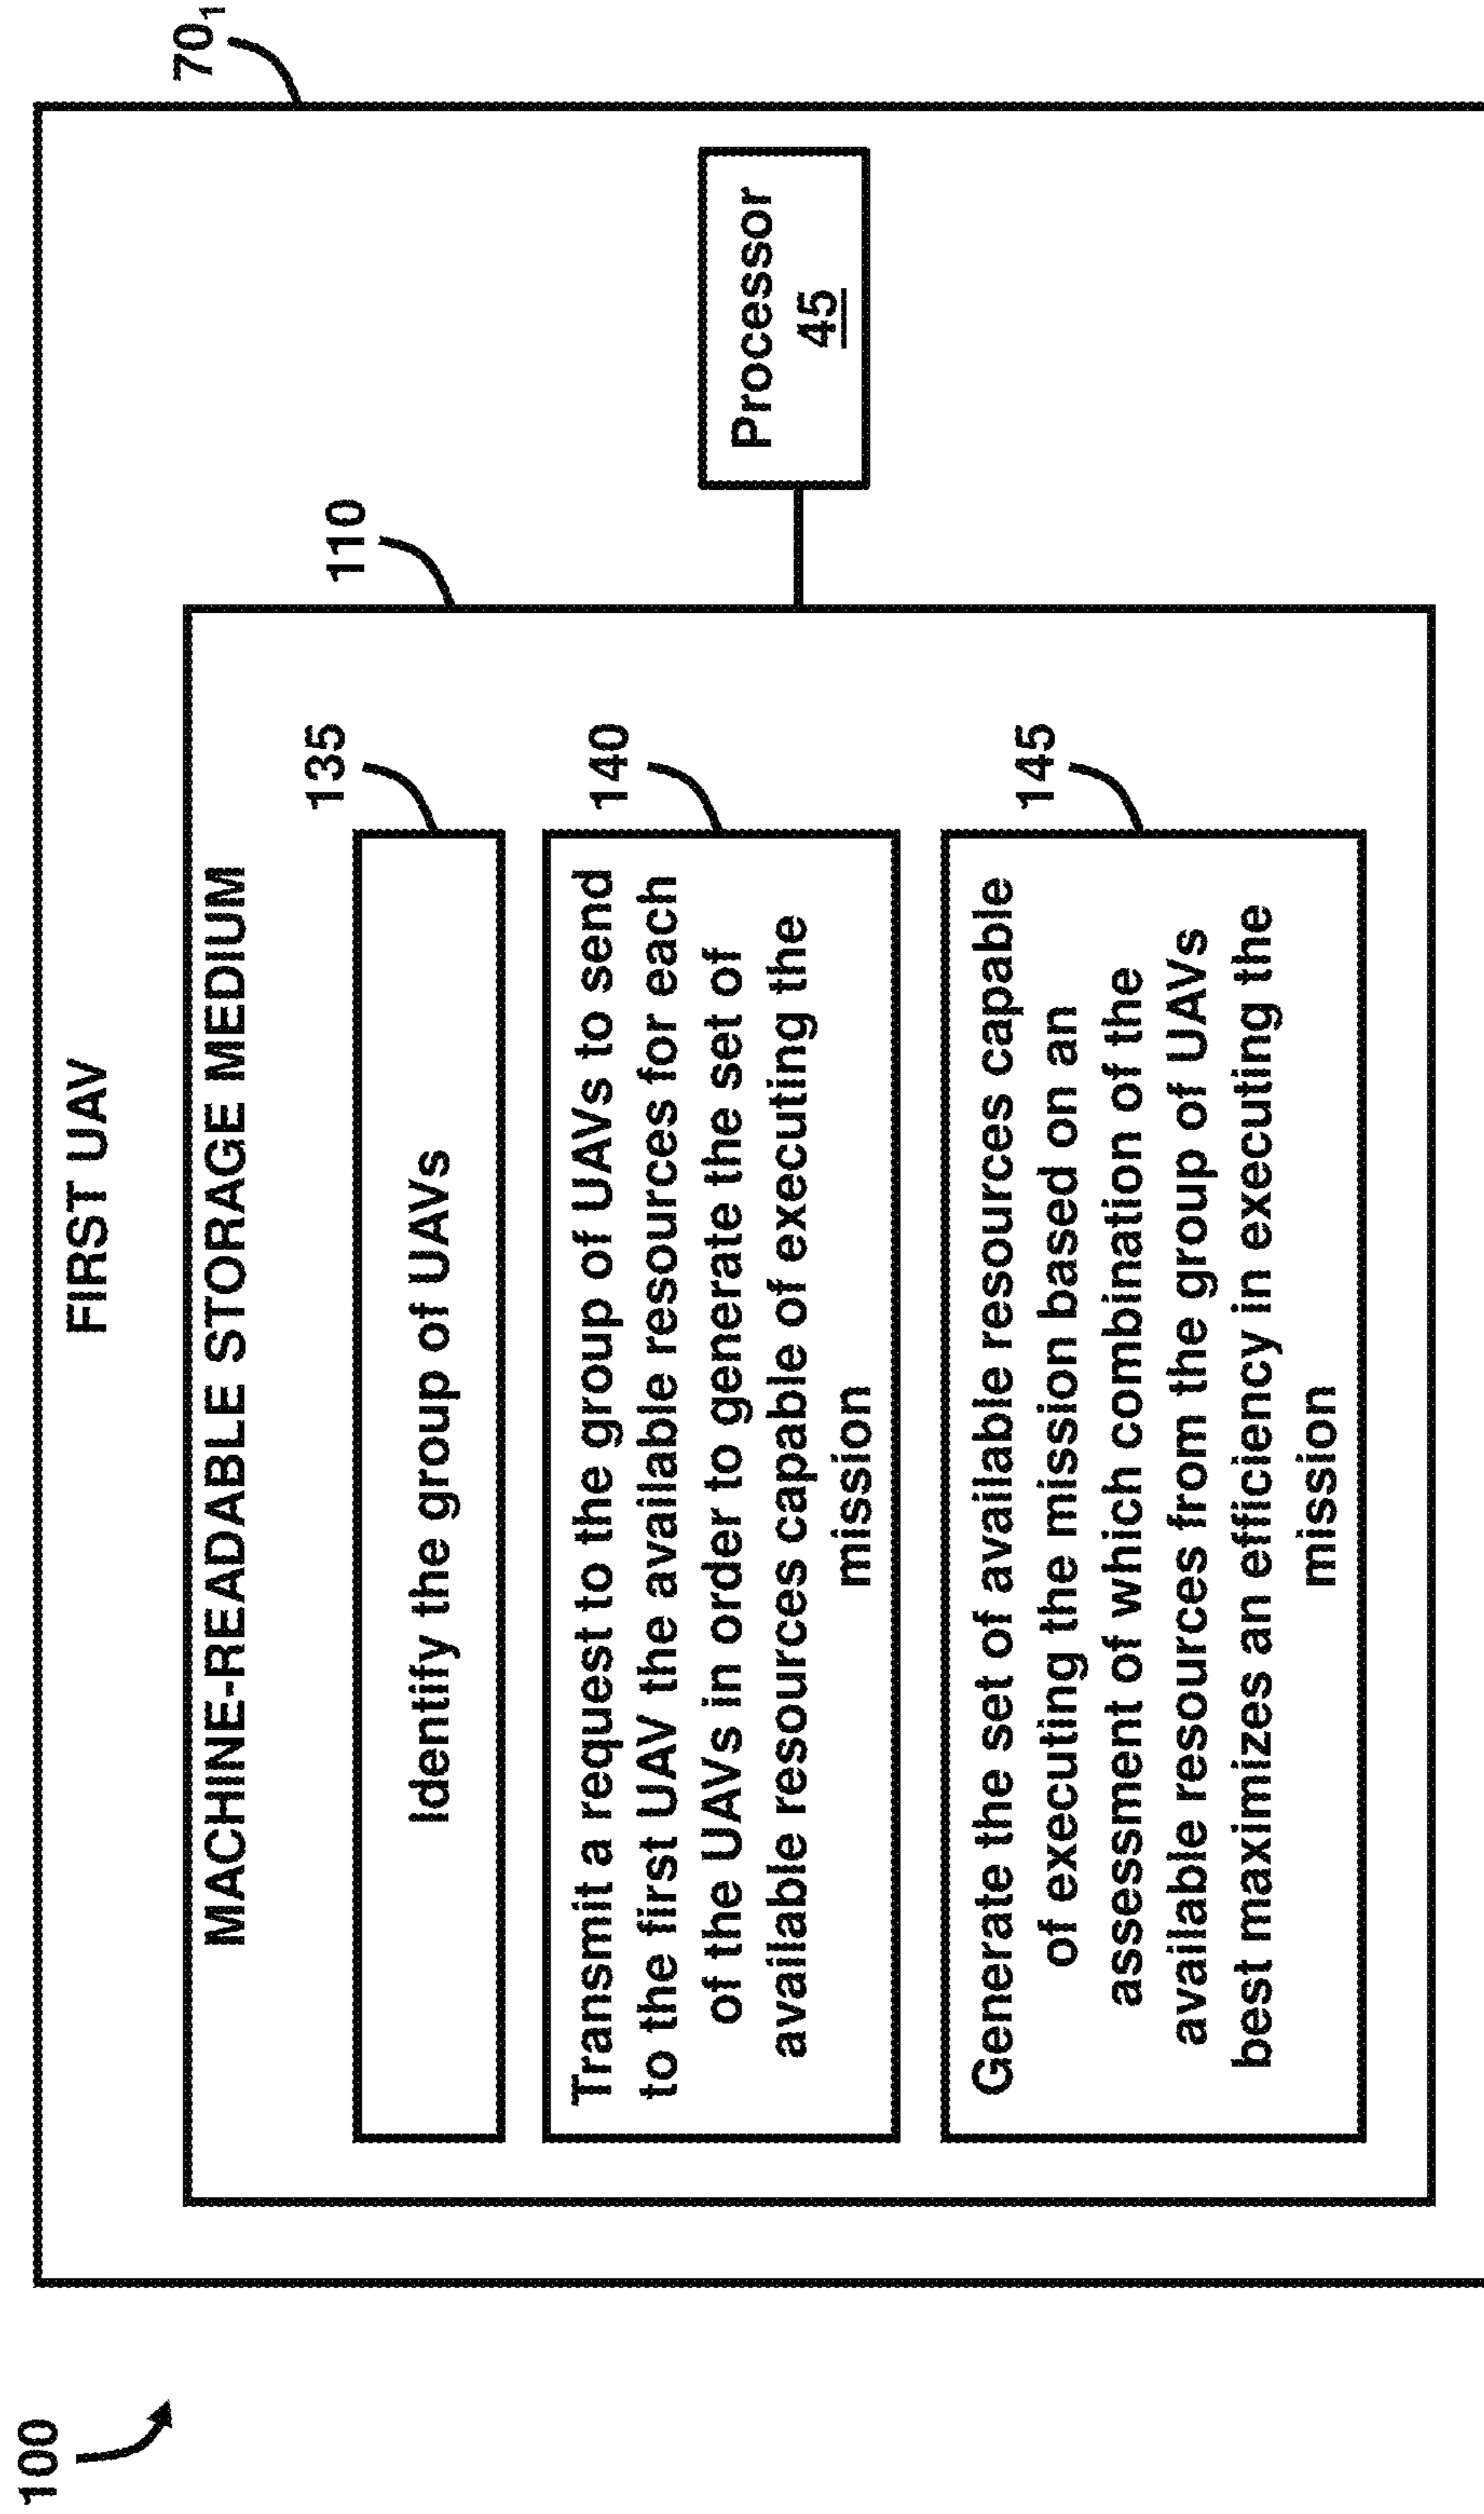 100
FIRST UAV
70₁
MACHINE-READABLE STORAGE MEDIUM
110
135
Identify the group of UAVs
140
Transmit a request to the group of UAVs to send
to the first UAV the available resources for each
of the UAVs in order to generate the set of
available resources capable of executing the
mission
145
Generate the set of available resources capable
of executing the mission based on an
assessment of which combination of the
available resources from the group of UAVs
best maximizes an efficiency in executing the
mission
Processor
45